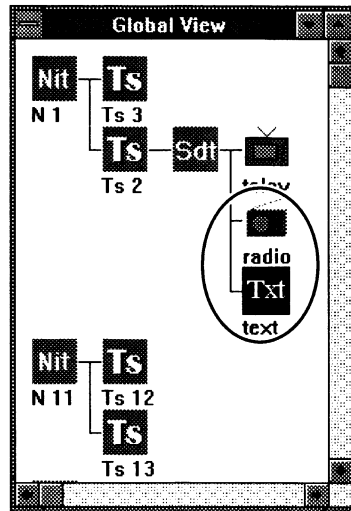 Global View
Nit Ts
N 1 Ts 3
Ts Sdt
Ts 2
radio
Txt
text
Nit Ts
N 11 Ts 12
Ts
Ts 13